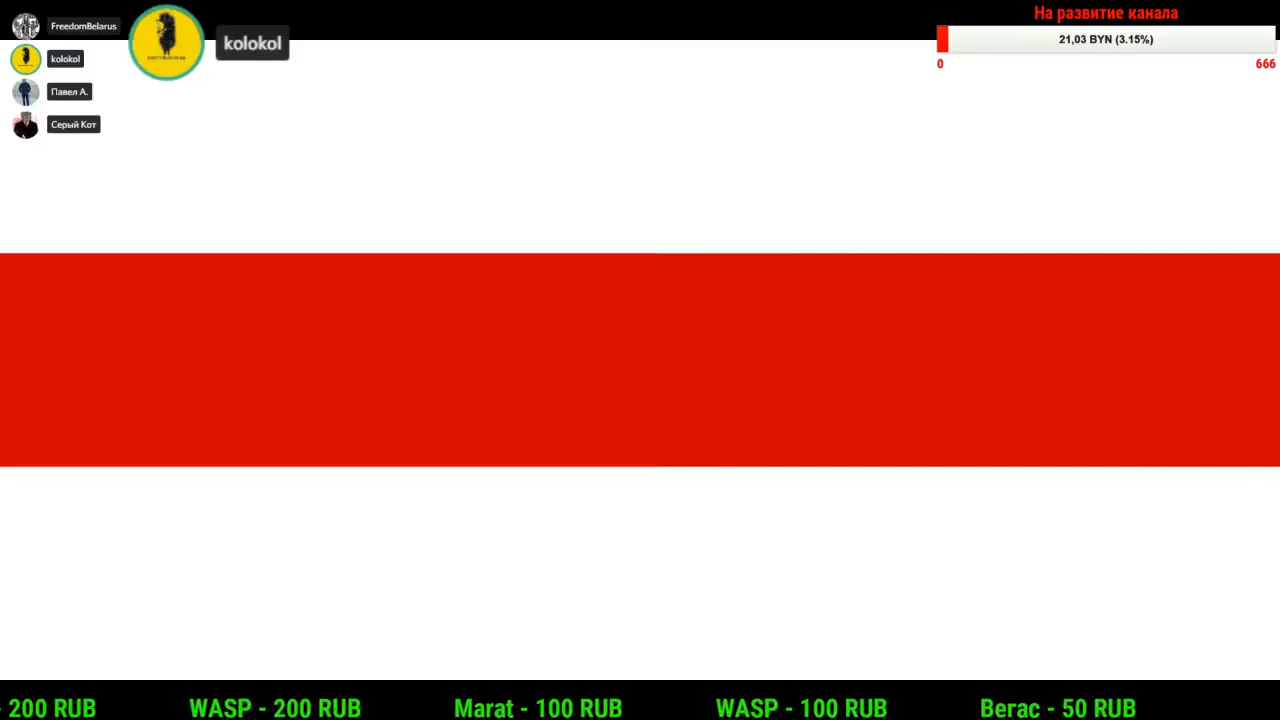 FreedomBelarus
kolokol
Павел А.
Серый Кот
kolokol
На развитие канала
21,03 BYN (3.15%)
0 666
- 200 RUB WASP - 200 RUB Marat - 100 RUB WASP - 100 RUB Вегас - 50 RUB